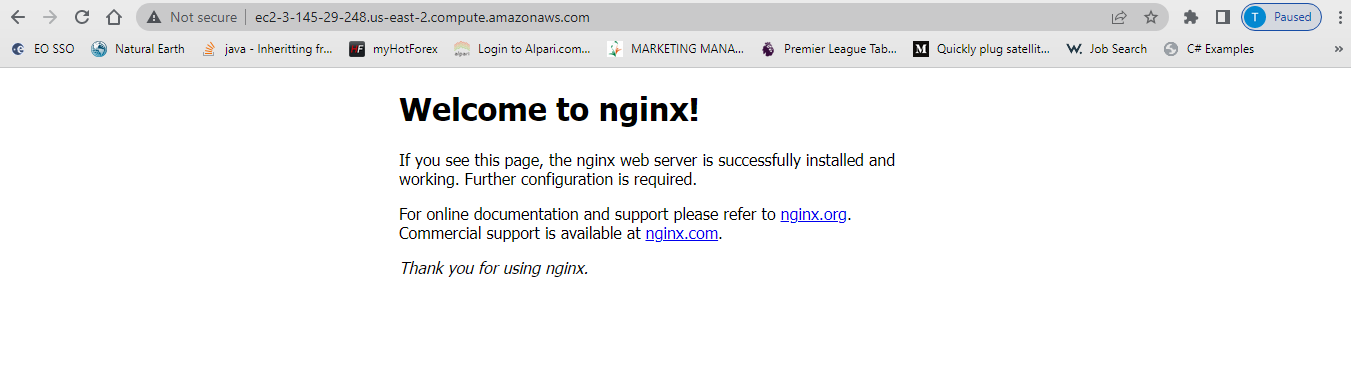 Not secure ec2-3-145-29-248.us-east-2.compute.amazonaws.com T Paused
EO SSO Natural Earth java - Inheritting fr... HF myHotForex alpari Login to Alpari.com... MARKETING MANA... Premier League Tab... M Quickly plug satellit... W. Job Search C# Examples »
Welcome to nginx!
If you see this page, the nginx web server is successfully installed and
working. Further configuration is required.
For online documentation and support please refer to nginx.org.
Commercial support is available at nginx.com.
Thank you for using nginx.